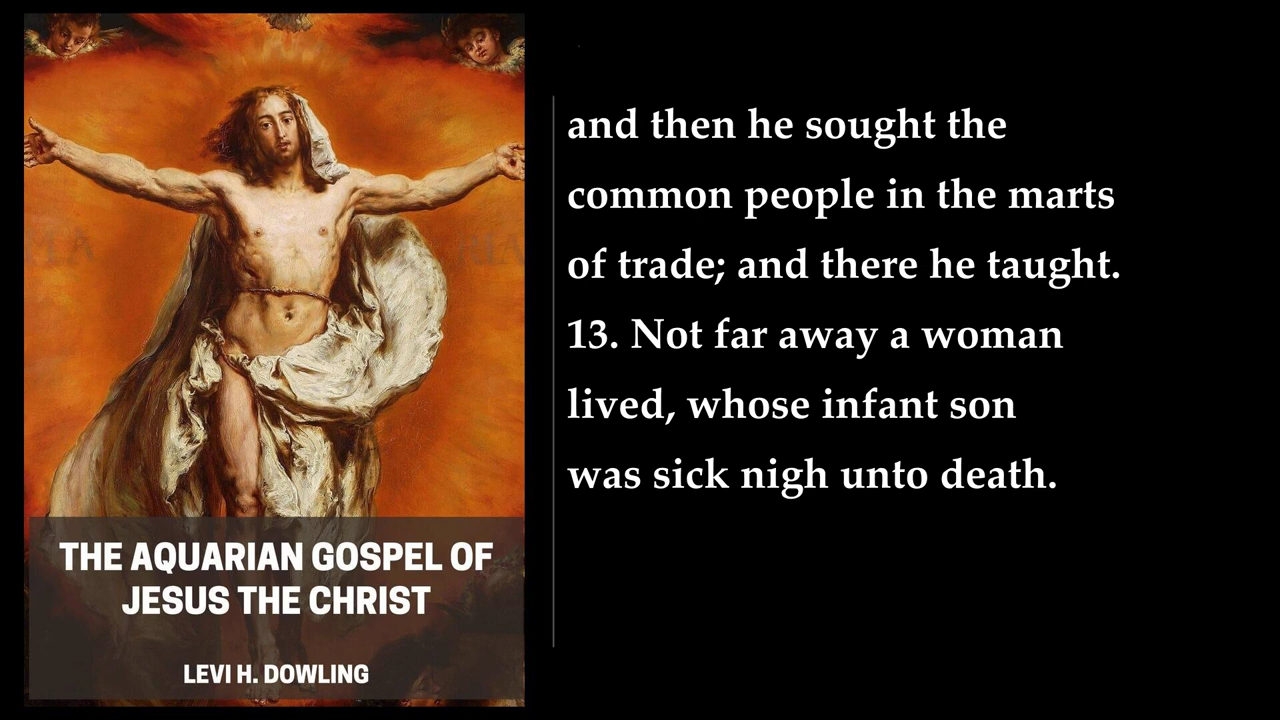 THE AQUARIAN GOSPEL OF
JESUS THE CHRIST
LEVI H. DOWLING
and then he sought the
common people in the marts
of trade; and there he taught.
13. Not far away a woman
lived, whose infant son
was sick nigh unto death.